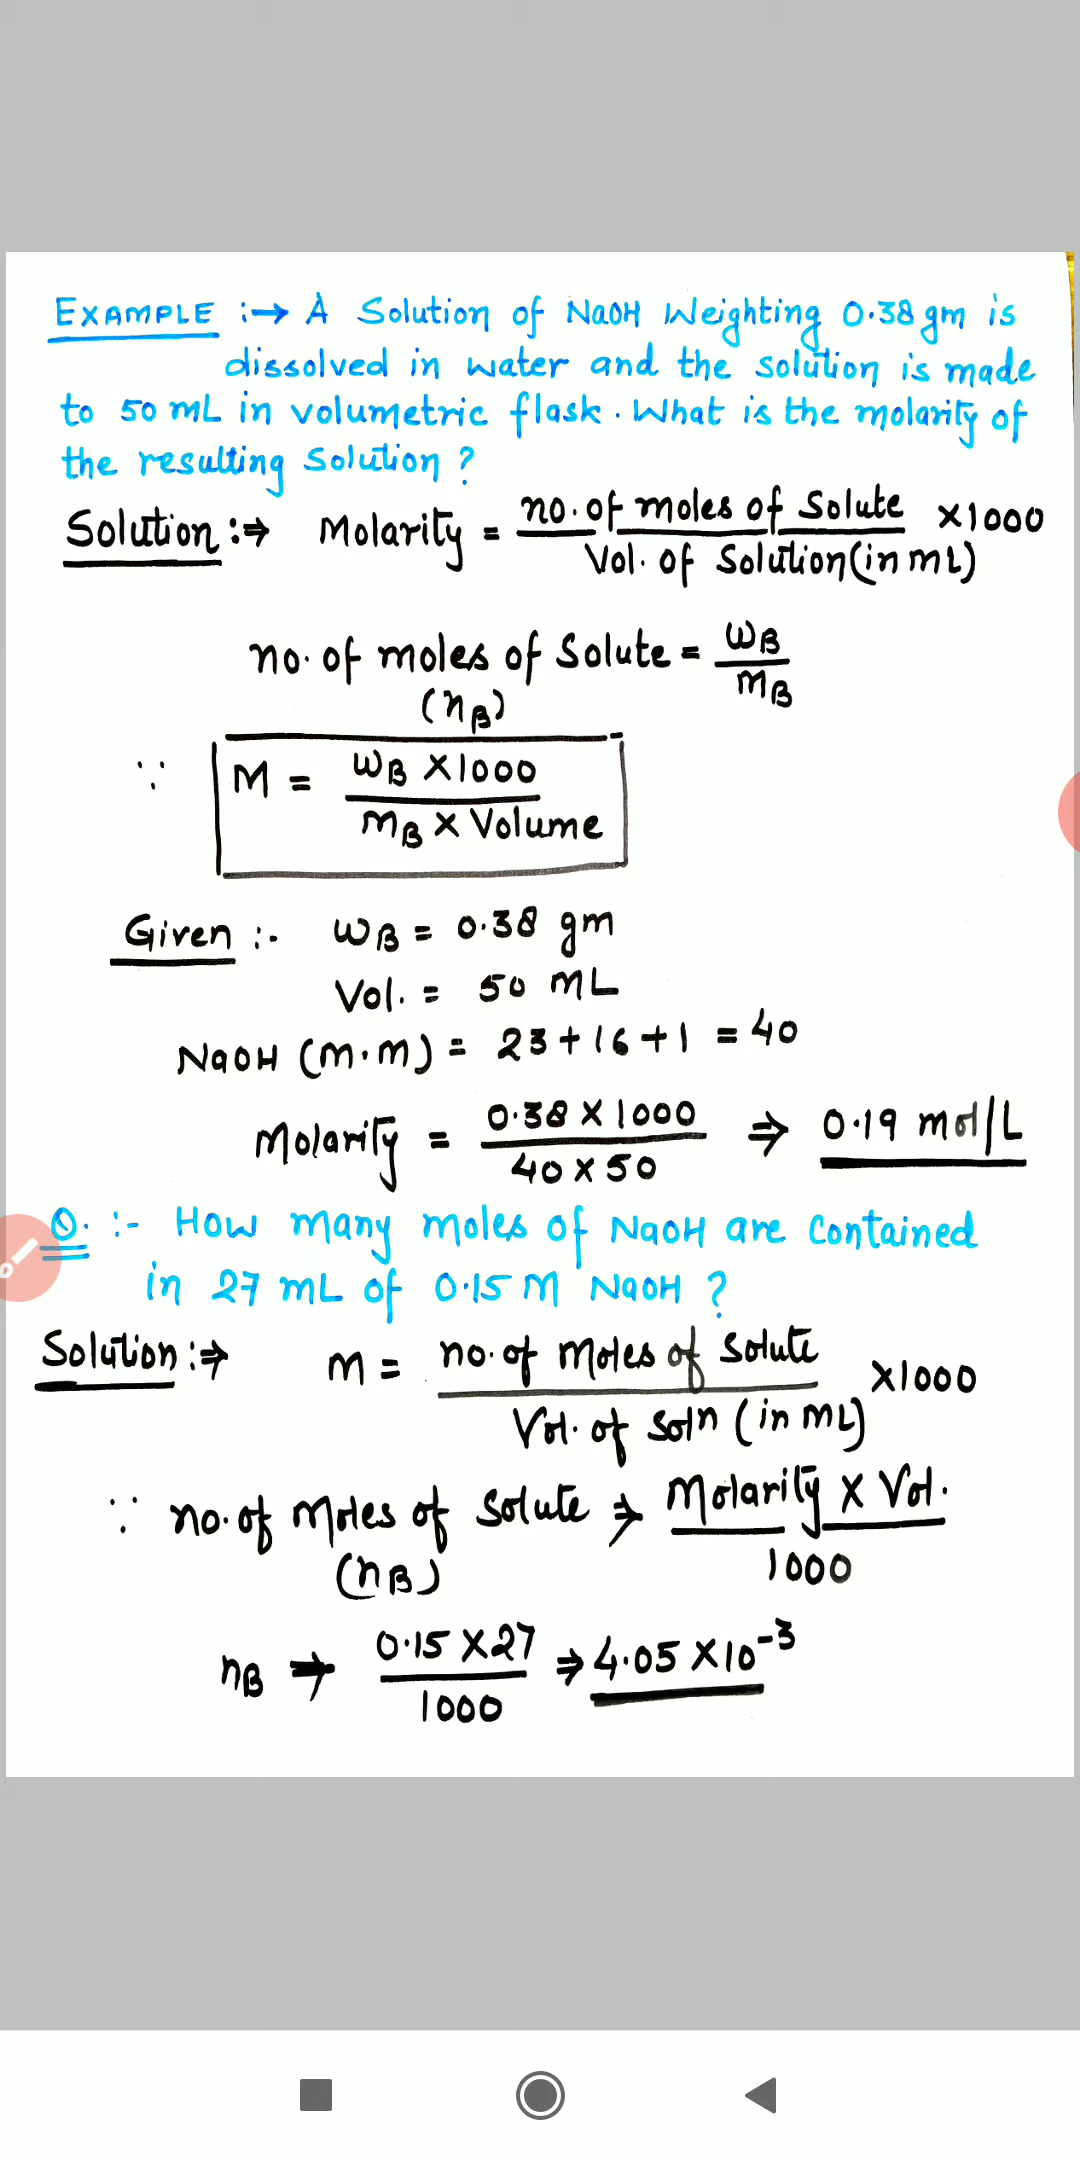 EXAMPLE :→ A Solution of NaOH Weighting 0.38 gm is
dissolved in water and the solution is made
to 50 mL in volumetric flask. What is the molarity of
the resulting Solution ?
Solution :⇒ Molarity = no. of moles of Solute / Vol. of Solution (in mL) ×1000
no. of moles of Solute = wB / mB
(nB)
∵ M = wB ×1000 / mB × Volume
Given :- wB = 0.38 gm
Vol. = 50 mL
NaOH (m.m) = 23+16+1 = 40
Molarity = 0.38 × 1000 / 40 × 50 ⇒ 0.19 mol/L
Q. :- How many moles of NaOH are Contained
in 27 mL of 0.15 M NaOH ?
Solution :⇒ M = no. of Moles of Solute / Vol. of Soln (in mL) ×1000
∵ no. of Moles of Solute ⇒ Molarity × Vol. / 1000
(nB)
nB → 0.15 ×27 / 1000 ⇒ 4.05 ×10⁻³